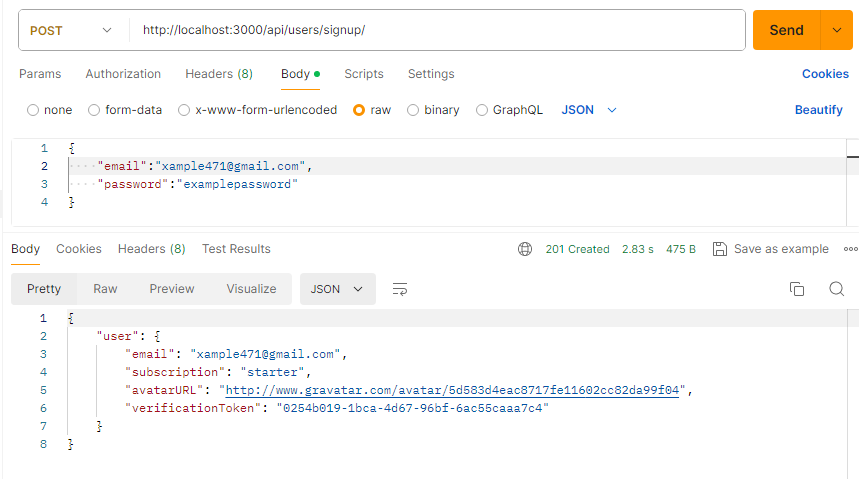 POST http://localhost:3000/api/users/signup/ Send
Params Authorization Headers (8) Body Scripts Settings Cookies
none form-data x-www-form-urlencoded raw binary GraphQL JSON Beautify
1 {
2 "email":"xample471@gmail.com",
3 "password":"examplepassword"
4 }
Body Cookies Headers (8) Test Results 201 Created 2.83 s 475 B Save as example
Pretty Raw Preview Visualize JSON
1 {
2 "user": {
3 "email": "xample471@gmail.com",
4 "subscription": "starter",
5 "avatarURL": "http://www.gravatar.com/avatar/5d583d4eac8717fe11602cc82da99f04",
6 "verificationToken": "0254b019-1bca-4d67-96bf-6ac55caaa7c4"
7 }
8 }